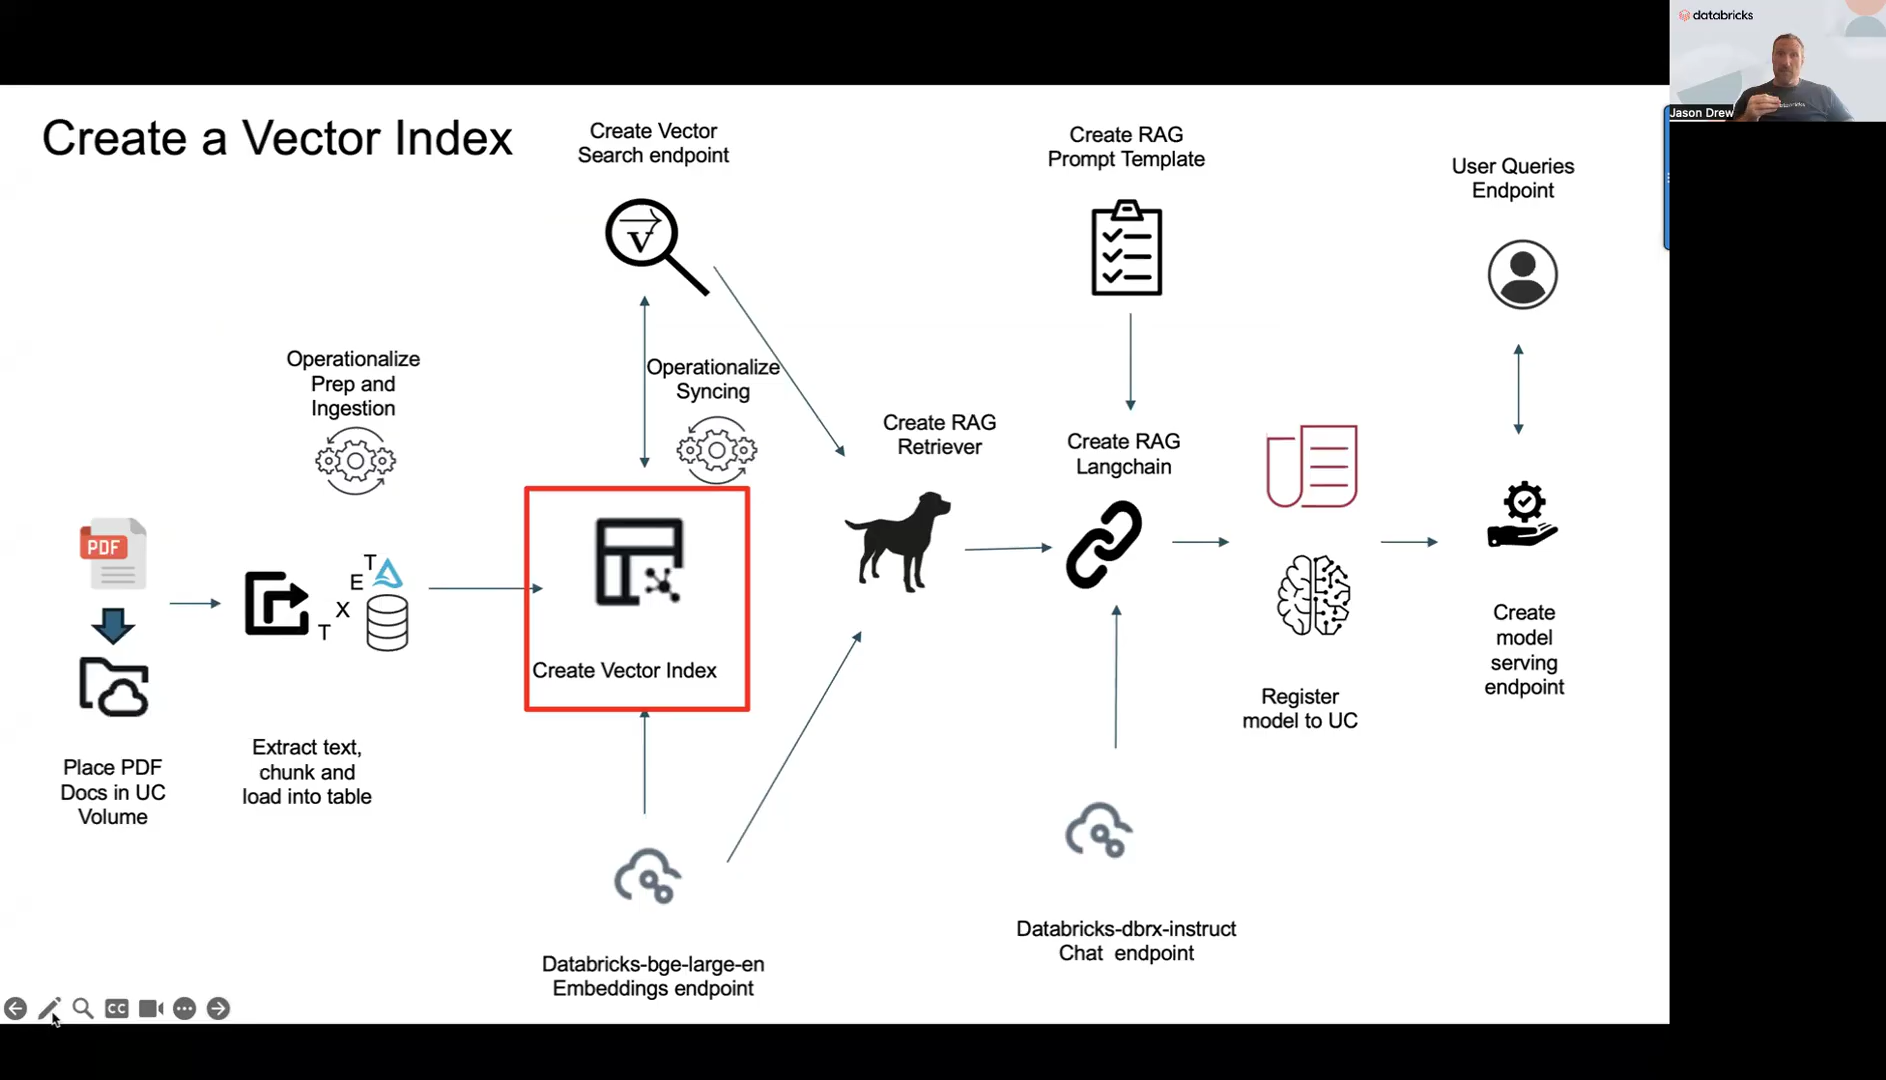 databricks
Jason Drew
Create a Vector Index
Create Vector
Search endpoint
V
Create RAG
Prompt Template
User Queries
Endpoint
Operationalize
Prep and
Ingestion
Operationalize
Syncing
Create RAG
Retriever
Create RAG
Langchain
PDF
T
E
X
T
Create Vector Index
Place PDF
Docs in UC
Volume
Extract text,
chunk and
load into table
Register
model to UC
Create
model
serving
endpoint
Databricks-bge-large-en
Embeddings endpoint
Databricks-dbrx-instruct
Chat endpoint
CC